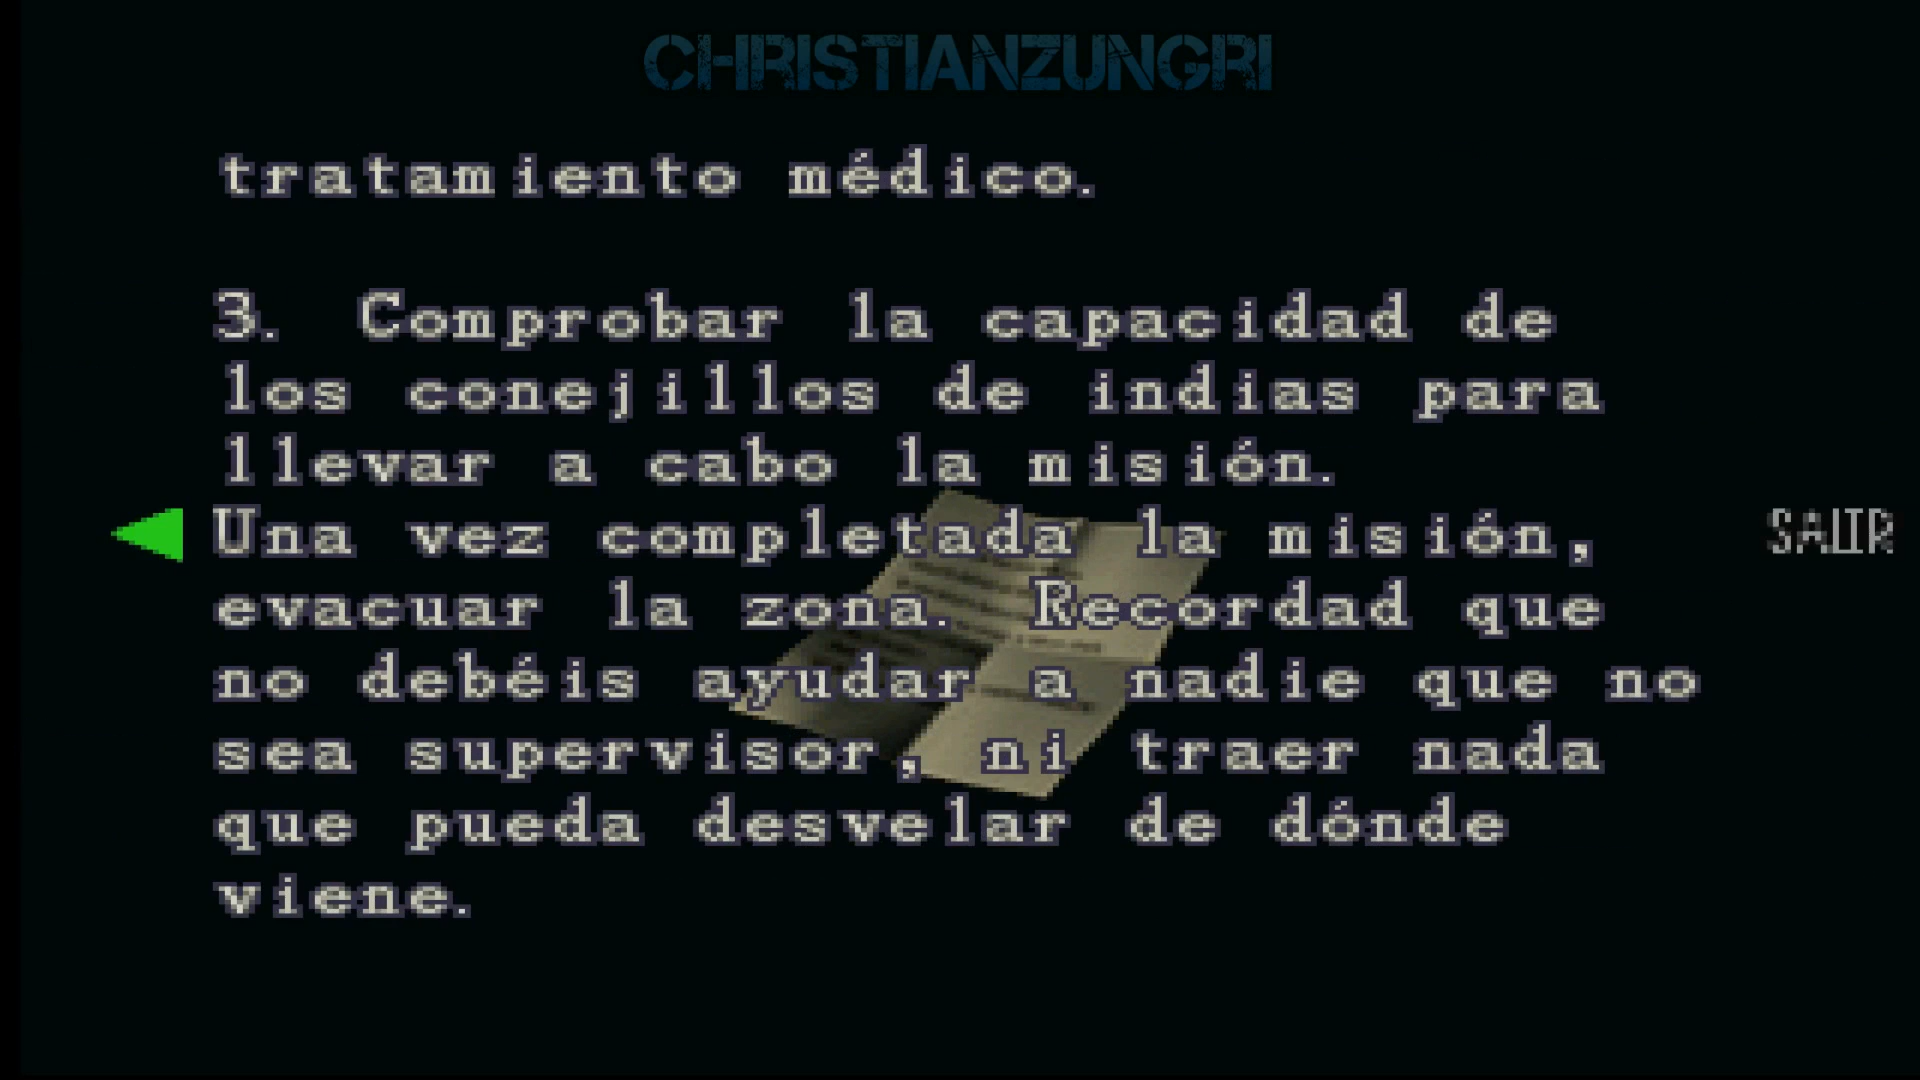 CHRISTIANZUNGRI
tratamiento médico.
3. Comprobar la capacidad de
los conejillos de indias para
llevar a cabo la misión.
Una vez completada la misión,
SALIR
evacuar la zona. Recordad que
no debéis ayudar a nadie que no
sea supervisor, ni traer nada
que pueda desvelar de dónde
viene.